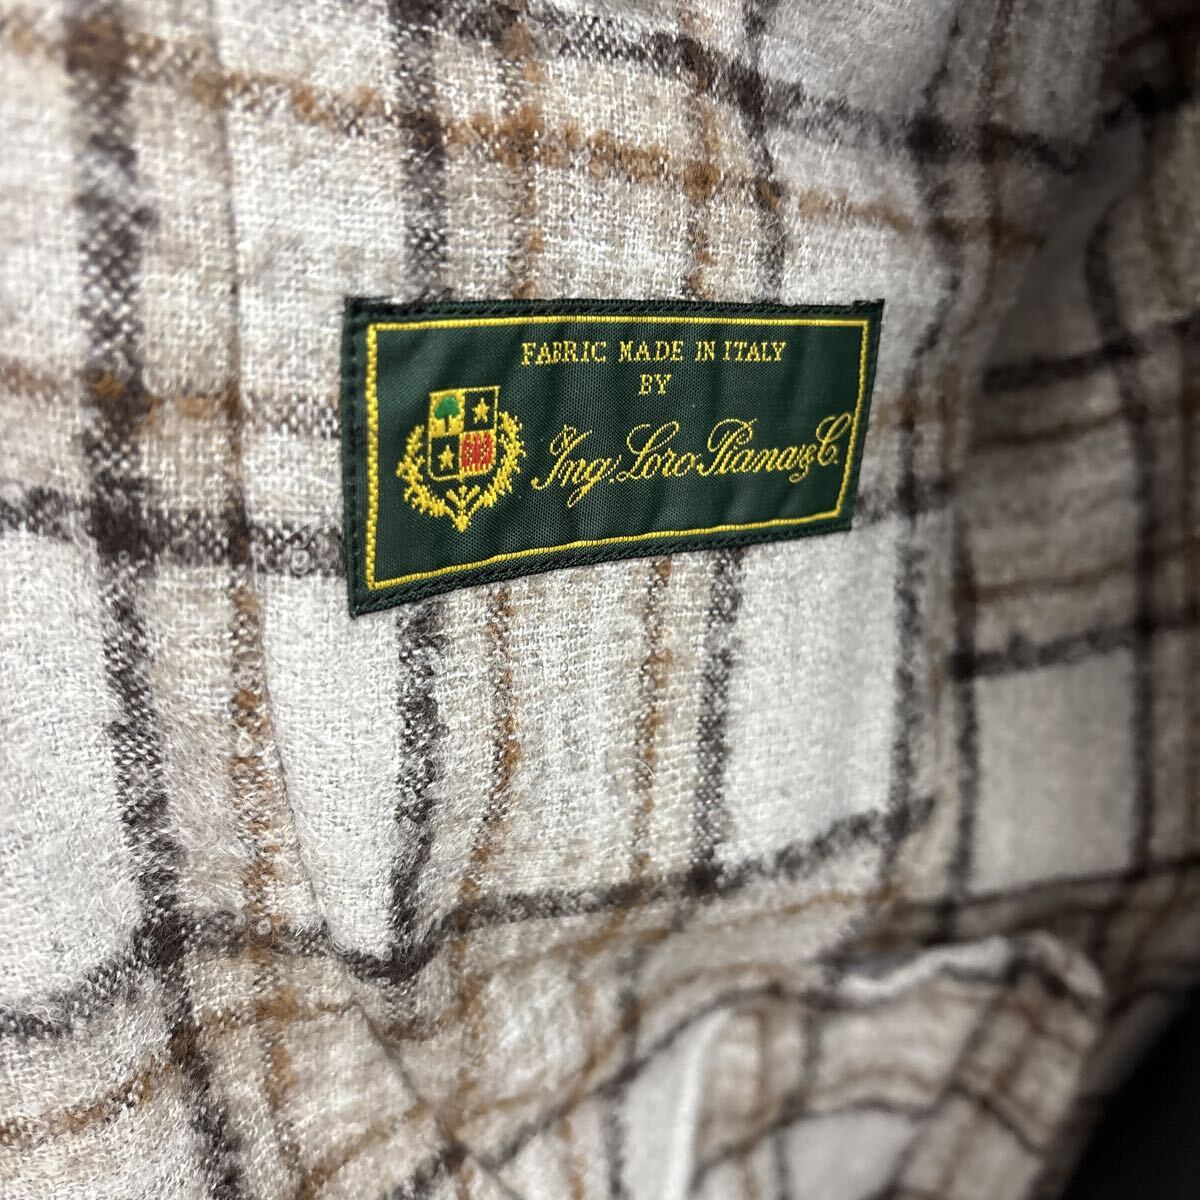 FABRIC MADE IN ITALY
BY
Ing. Loro Piana & C.